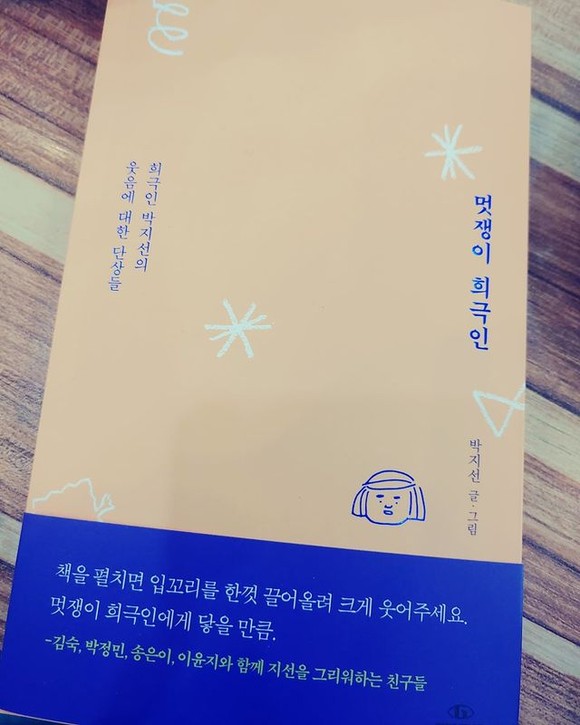 멋쟁이 희극인
박지선 글·그림
희극인 박지선의
웃음에 대한 단상들
책을 펼치면 입꼬리를 한껏 끌어올려 크게 웃어주세요.
멋쟁이 희극인에게 닿을 만큼.
-김숙, 박정민, 송은이, 이윤지와 함께 지선을 그리워하는 친구들